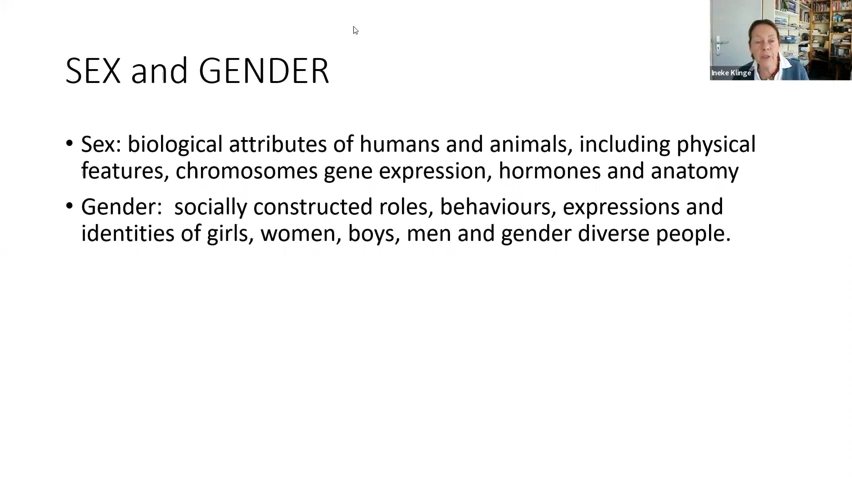 SEX and GENDER
Ineke Klinge
• Sex: biological attributes of humans and animals, including physical
features, chromosomes gene expression, hormones and anatomy
• Gender:  socially constructed roles, behaviours, expressions and
identities of girls, women, boys, men and gender diverse people.